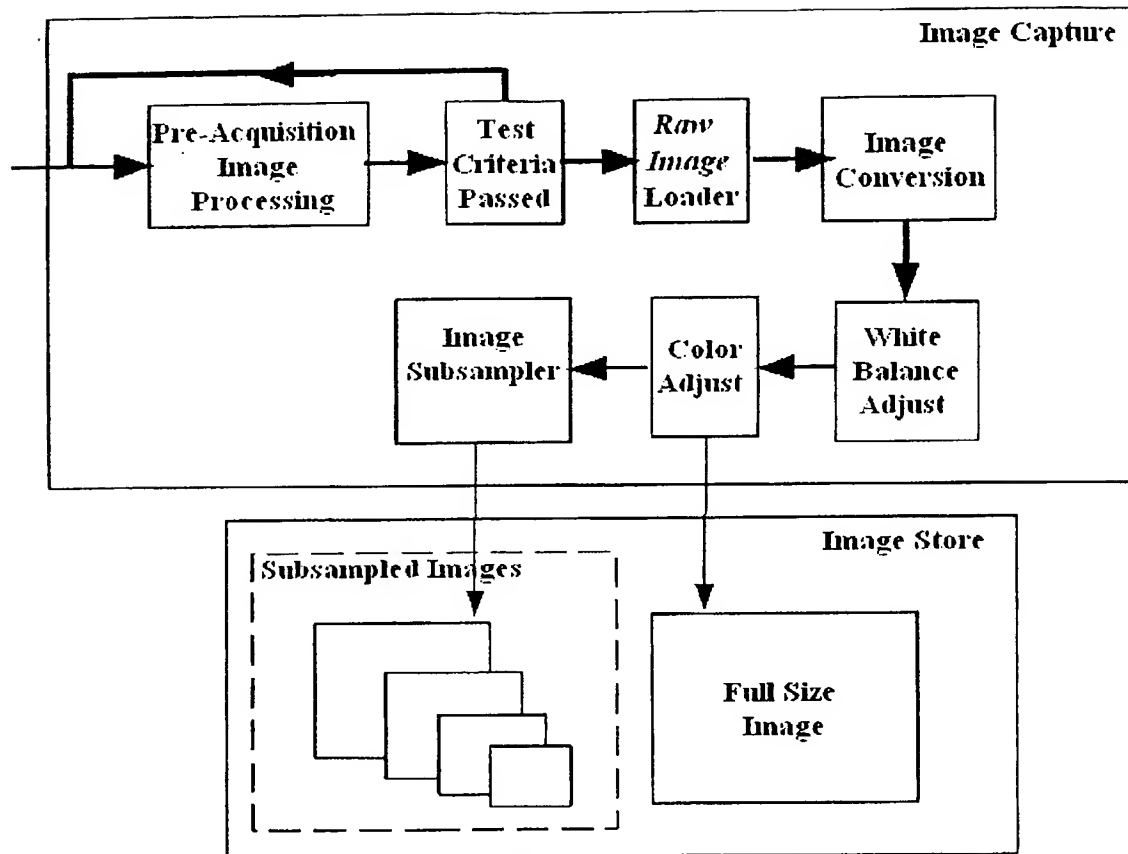 Image Capture
Pre-Acquisition
Image
Processing
Test
Criteria
Passed
Raw
Image
Loader
Image
Conversion
White
Balance
Adjust
Color
Adjust
Image
Subsampler
Image Store
Subsampled Images
Full Size
Image